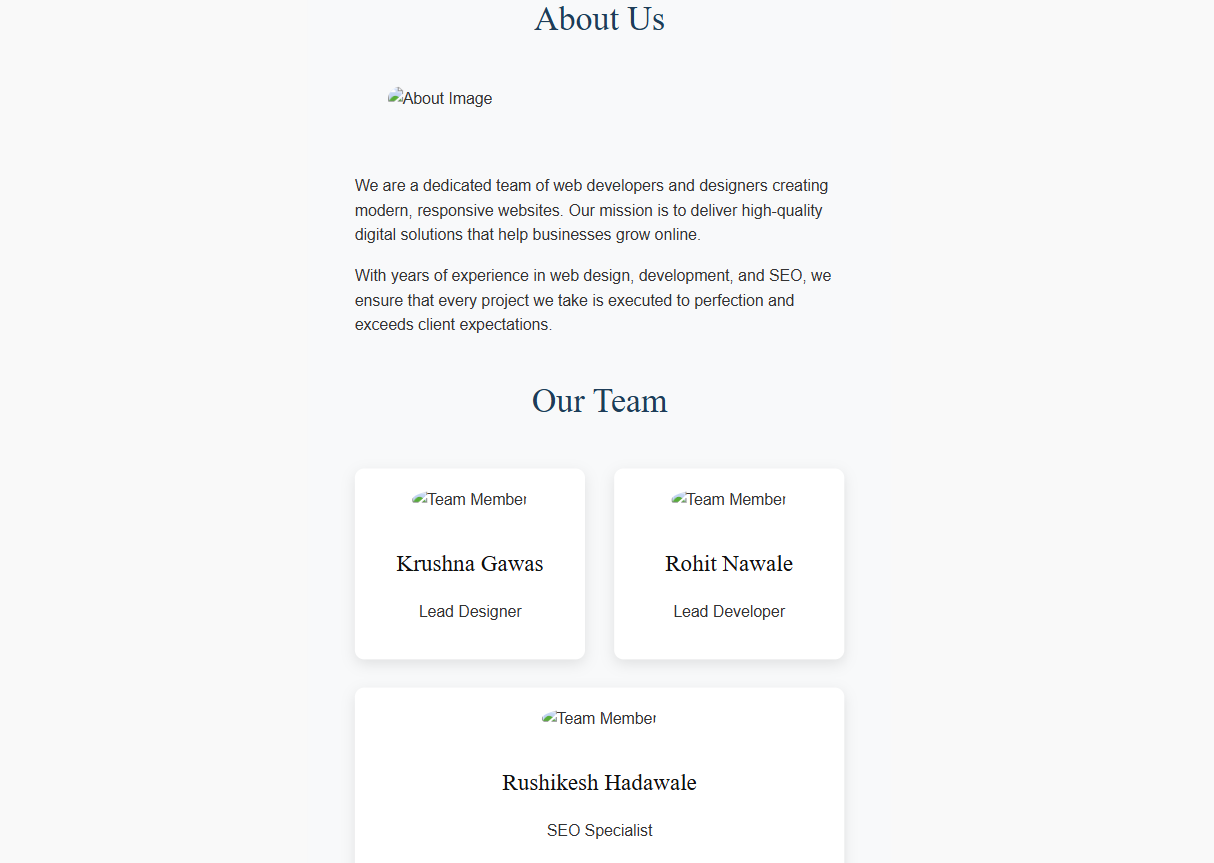 About Us
About Image
We are a dedicated team of web developers and designers creating
modern, responsive websites. Our mission is to deliver high-quality
digital solutions that help businesses grow online.
With years of experience in web design, development, and SEO, we
ensure that every project we take is executed to perfection and
exceeds client expectations.
Our Team
Team Member
Team Member
Krushna Gawas
Rohit Nawale
Lead Designer
Lead Developer
Team Member
Rushikesh Hadawale
SEO Specialist